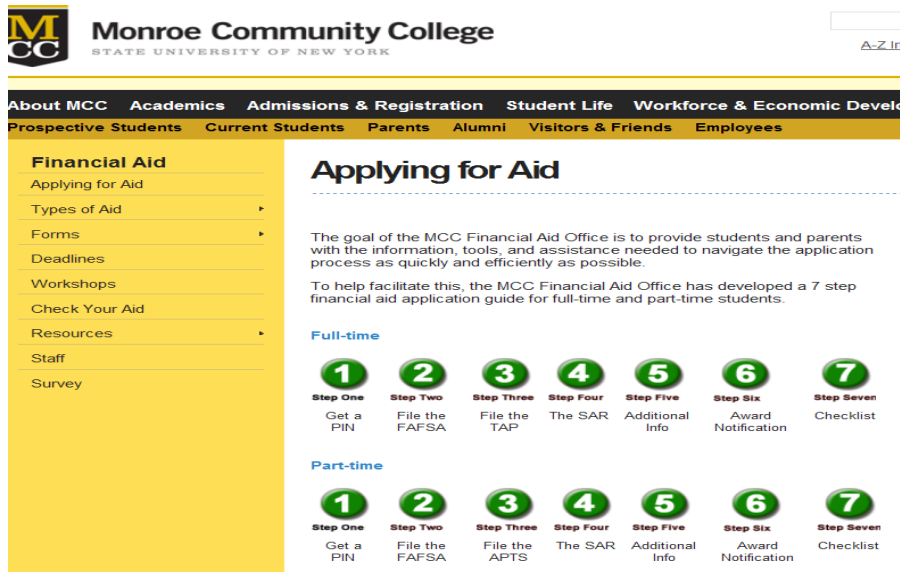 MCC
Monroe Community College
STATE UNIVERSITY OF NEW YORK
A-Z
About MCC Academics Admissions & Registration Student Life Workforce & Economic
Prospective Students Current Students Parents Alumni Visitors & Friends Employees
Financial Aid
Applying for Aid
Types of Aid
Forms
Deadlines
Workshops
Check Your Aid
Resources
Staff
Survey
Applying for Aid
The goal of the MCC Financial Aid Office is to provide students and parents
with the information, tools, and assistance needed to navigate the application
process as quickly and efficiently as possible.
To help facilitate this, the MCC Financial Aid Office has developed a 7 step
financial aid application guide for full-time and part-time students.
Full-time
1 2 3 4 5 6 7
Step One Step Two Step Three Step Four Step Five Step Six Step Seven
Get a File the File the The SAR Additional Award Checklist
PIN FAFSA TAP Info Notification
Part-time
1 2 3 4 5 6 7
Step One Step Two Step Three Step Four Step Five Step Six Step Seven
Get a File the File the The SAR Additional Award Checklist
PIN FAFSA APTS Info Notification